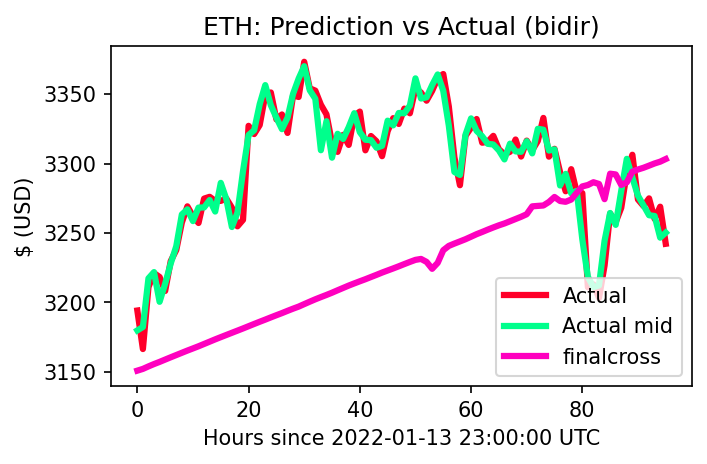 ETH: Prediction vs Actual (bidir)
$ (USD)
3350
3300
3250
3200
3150
0 20 40 60 80
Hours since 2022-01-13 23:00:00 UTC
Actual
Actual mid
finalcross